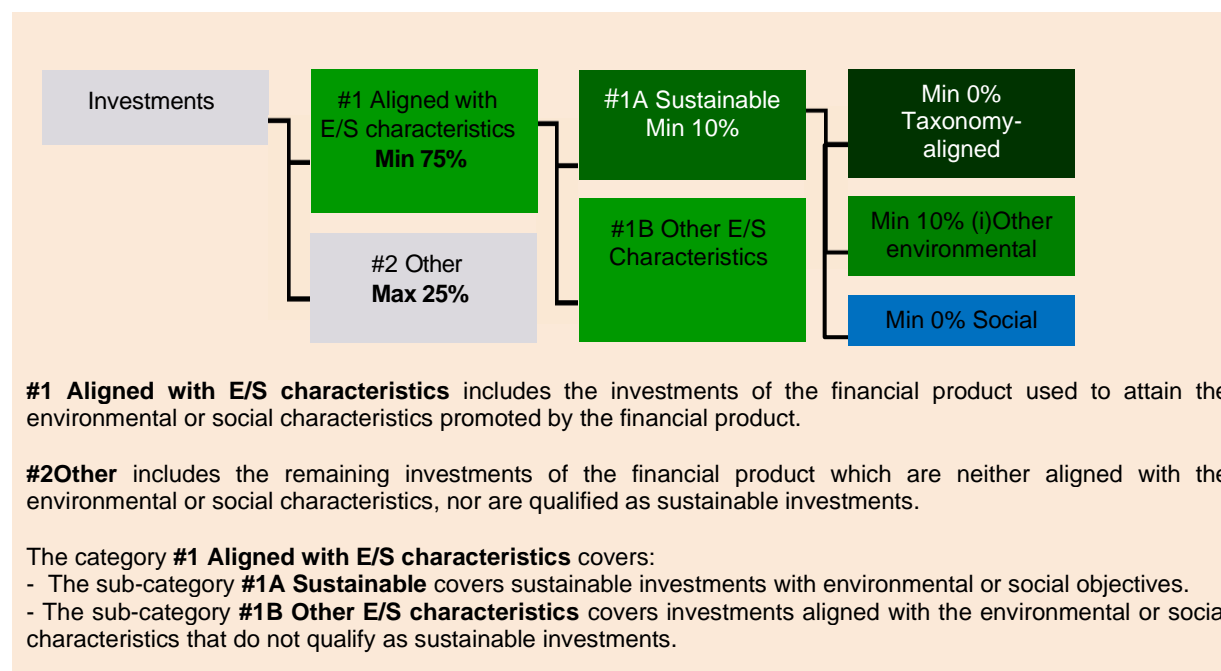 Investments
#1 Aligned with
E/S characteristics
Min 75%
#2 Other
Max 25%
#1A Sustainable
Min 10%
#1B Other E/S
Characteristics
Min 0%
Taxonomy-
aligned
Min 10% (i)Other
environmental
Min 0% Social
#1 Aligned with E/S characteristics includes the investments of the financial product used to attain the
environmental or social characteristics promoted by the financial product.
#2Other includes the remaining investments of the financial product which are neither aligned with the
environmental or social characteristics, nor are qualified as sustainable investments.
The category #1 Aligned with E/S characteristics covers:
- The sub-category #1A Sustainable covers sustainable investments with environmental or social objectives.
- The sub-category #1B Other E/S characteristics covers investments aligned with the environmental or social
characteristics that do not qualify as sustainable investments.